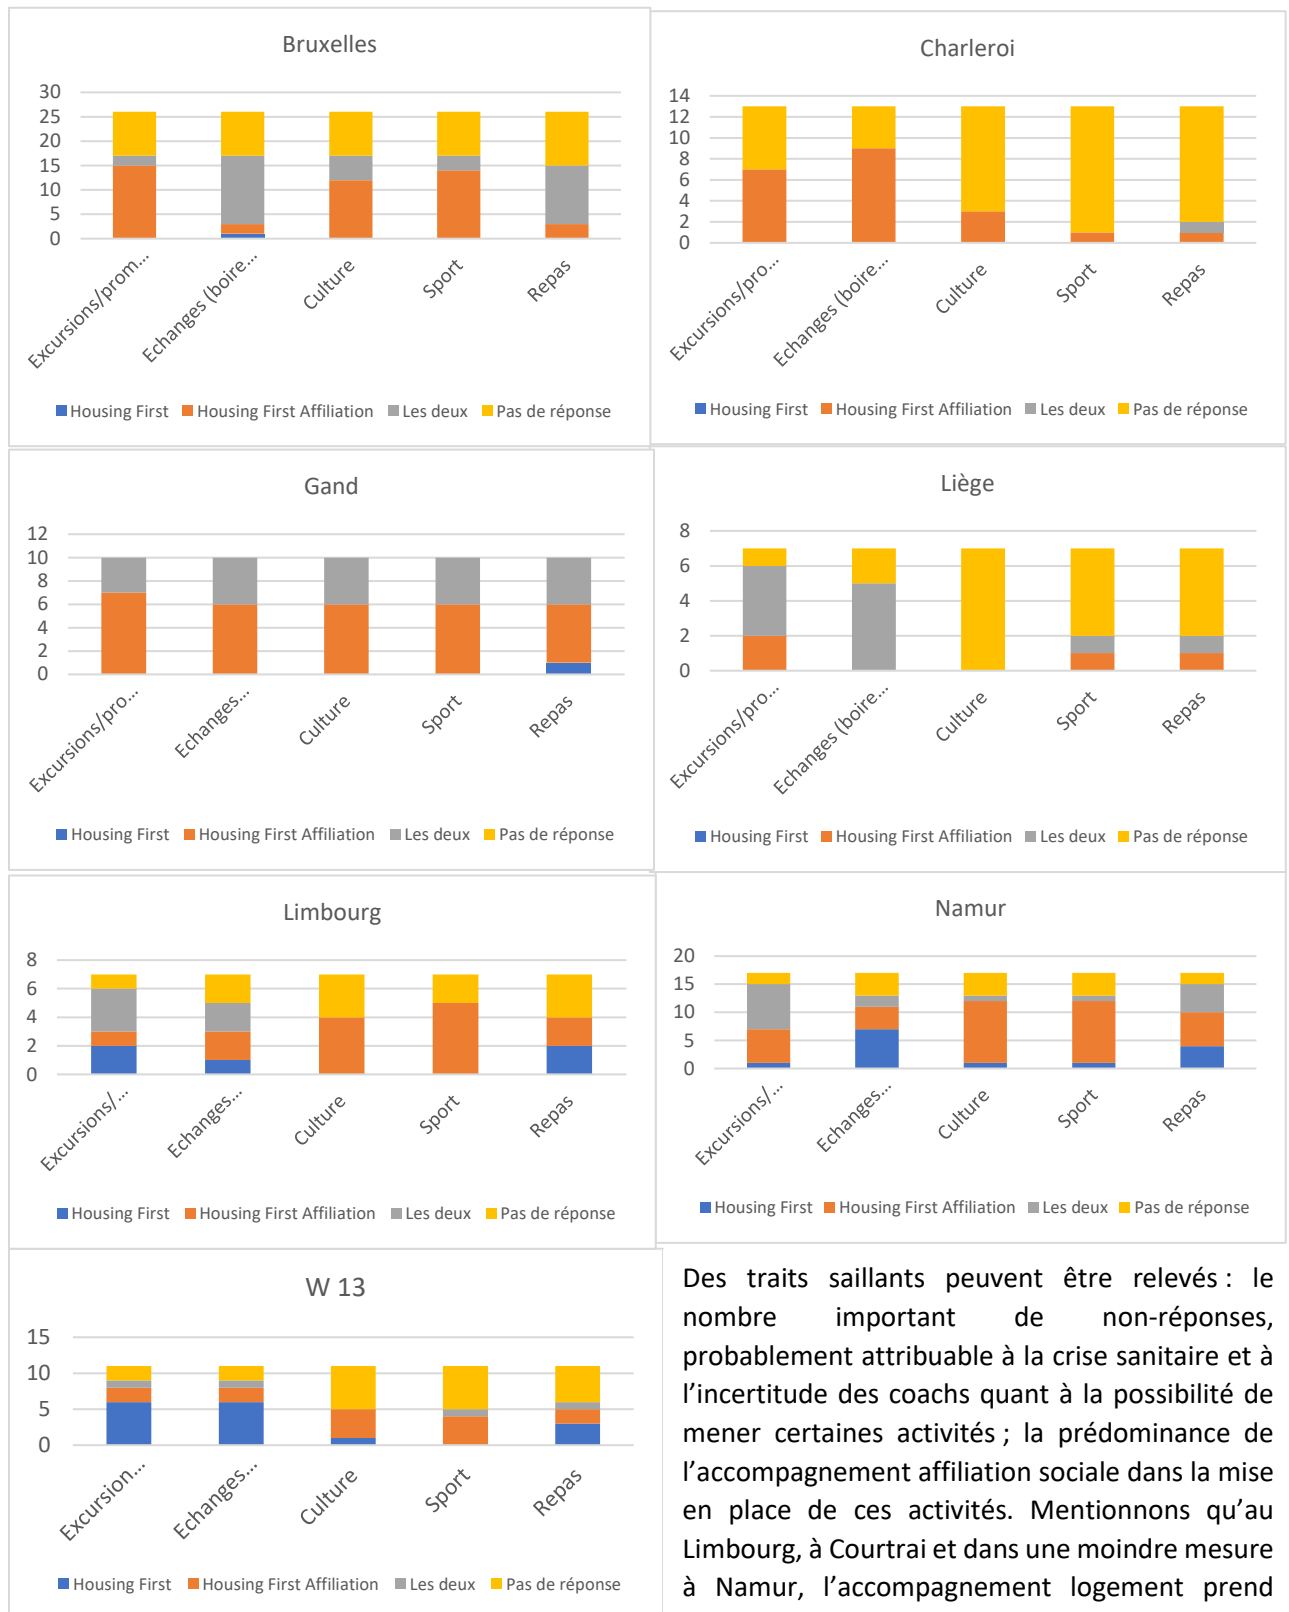 Bruxelles
30
25
20
15
10
5
0
Excursions/prom...
Echanges (boire...
Culture
Sport
Repas
Housing First
Housing First Affiliation
Les deux
Pas de réponse
Charleroi
14
12
10
8
6
4
2
0
Excursions/pro...
Echanges (boire...
Culture
Sport
Repas
Housing First
Housing First Affiliation
Les deux
Pas de réponse
Gand
12
10
8
6
4
2
0
Excursions/pro...
Echanges...
Culture
Sport
Repas
Housing First
Housing First Affiliation
Les deux
Pas de réponse
Liège
8
6
4
2
0
Excursions/pro...
Echanges (boire...
Culture
Sport
Repas
Housing First
Housing First Affiliation
Les deux
Pas de réponse
Limbourg
8
6
4
2
0
Excursions/...
Echanges...
Culture
Sport
Repas
Housing First
Housing First Affiliation
Les deux
Pas de réponse
Namur
20
15
10
5
0
Excursions/...
Echanges...
Culture
Sport
Repas
Housing First
Housing First Affiliation
Les deux
Pas de réponse
W 13
15
10
5
0
Excursion...
Echanges...
Culture
Sport
Repas
Housing First
Housing First Affiliation
Les deux
Pas de réponse
Des traits saillants peuvent être relevés : le
nombre important de non-réponses,
probablement attribuable à la crise sanitaire et à
l’incertitude des coachs quant à la possibilité de
mener certaines activités ; la prédominance de
l’accompagnement affiliation sociale dans la mise
en place de ces activités. Mentionnons qu’au
Limbourg, à Courtrai et dans une moindre mesure
à Namur, l’accompagnement logement prend